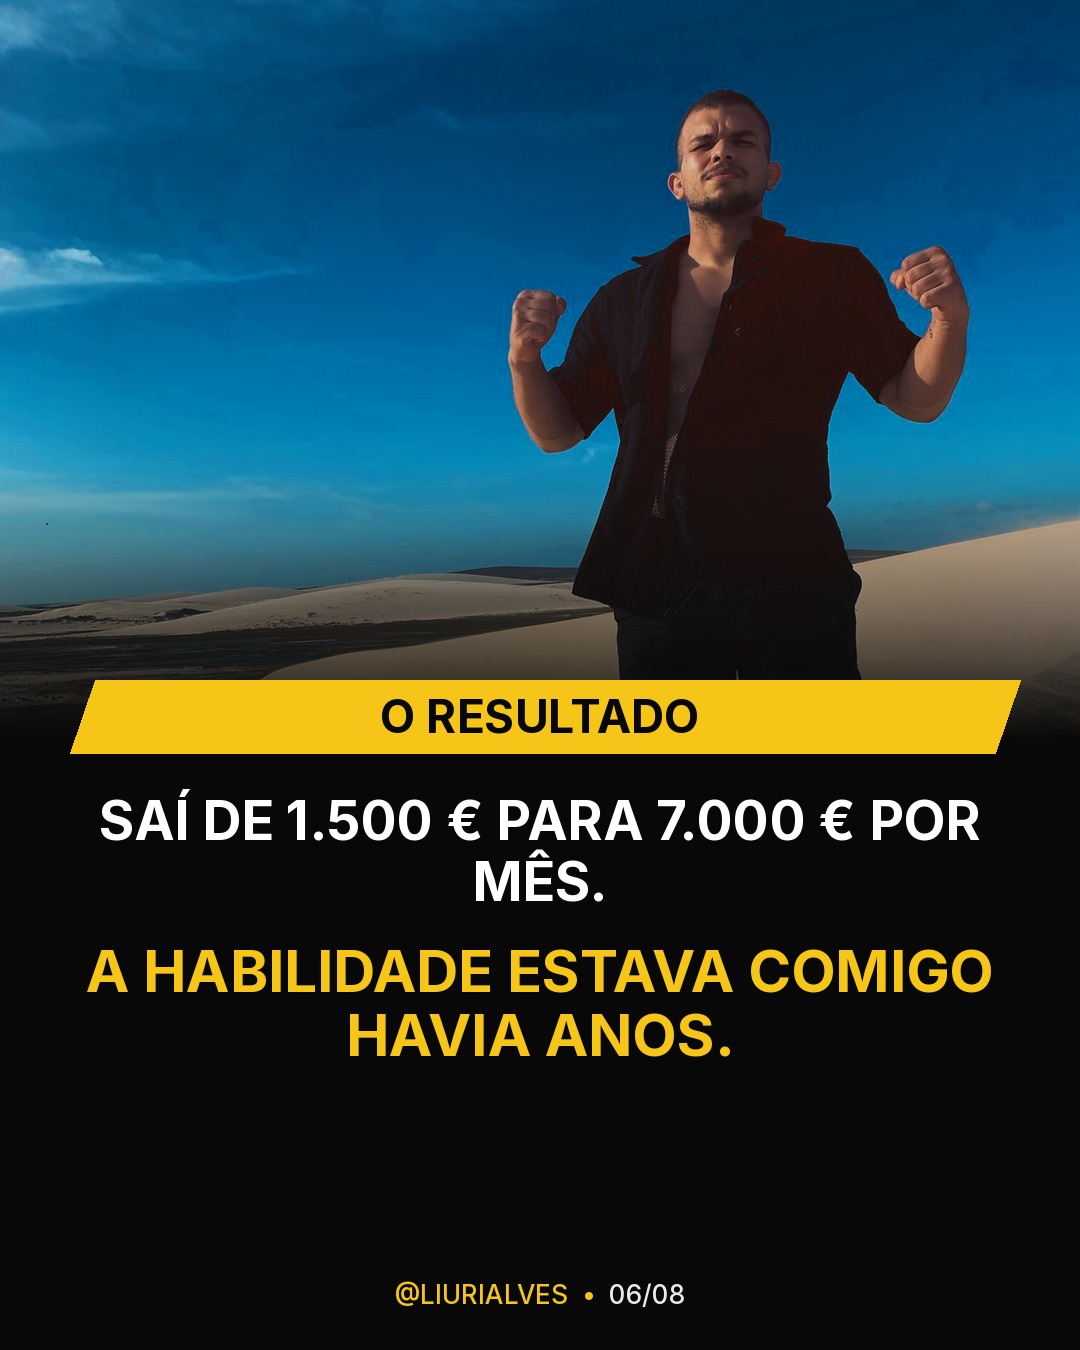 O RESULTADO
SAÍ DE 1.500 € PARA 7.000 € POR
MÊS.
A HABILIDADE ESTAVA COMIGO
HAVIA ANOS.
@LIURIALVES • 06/08